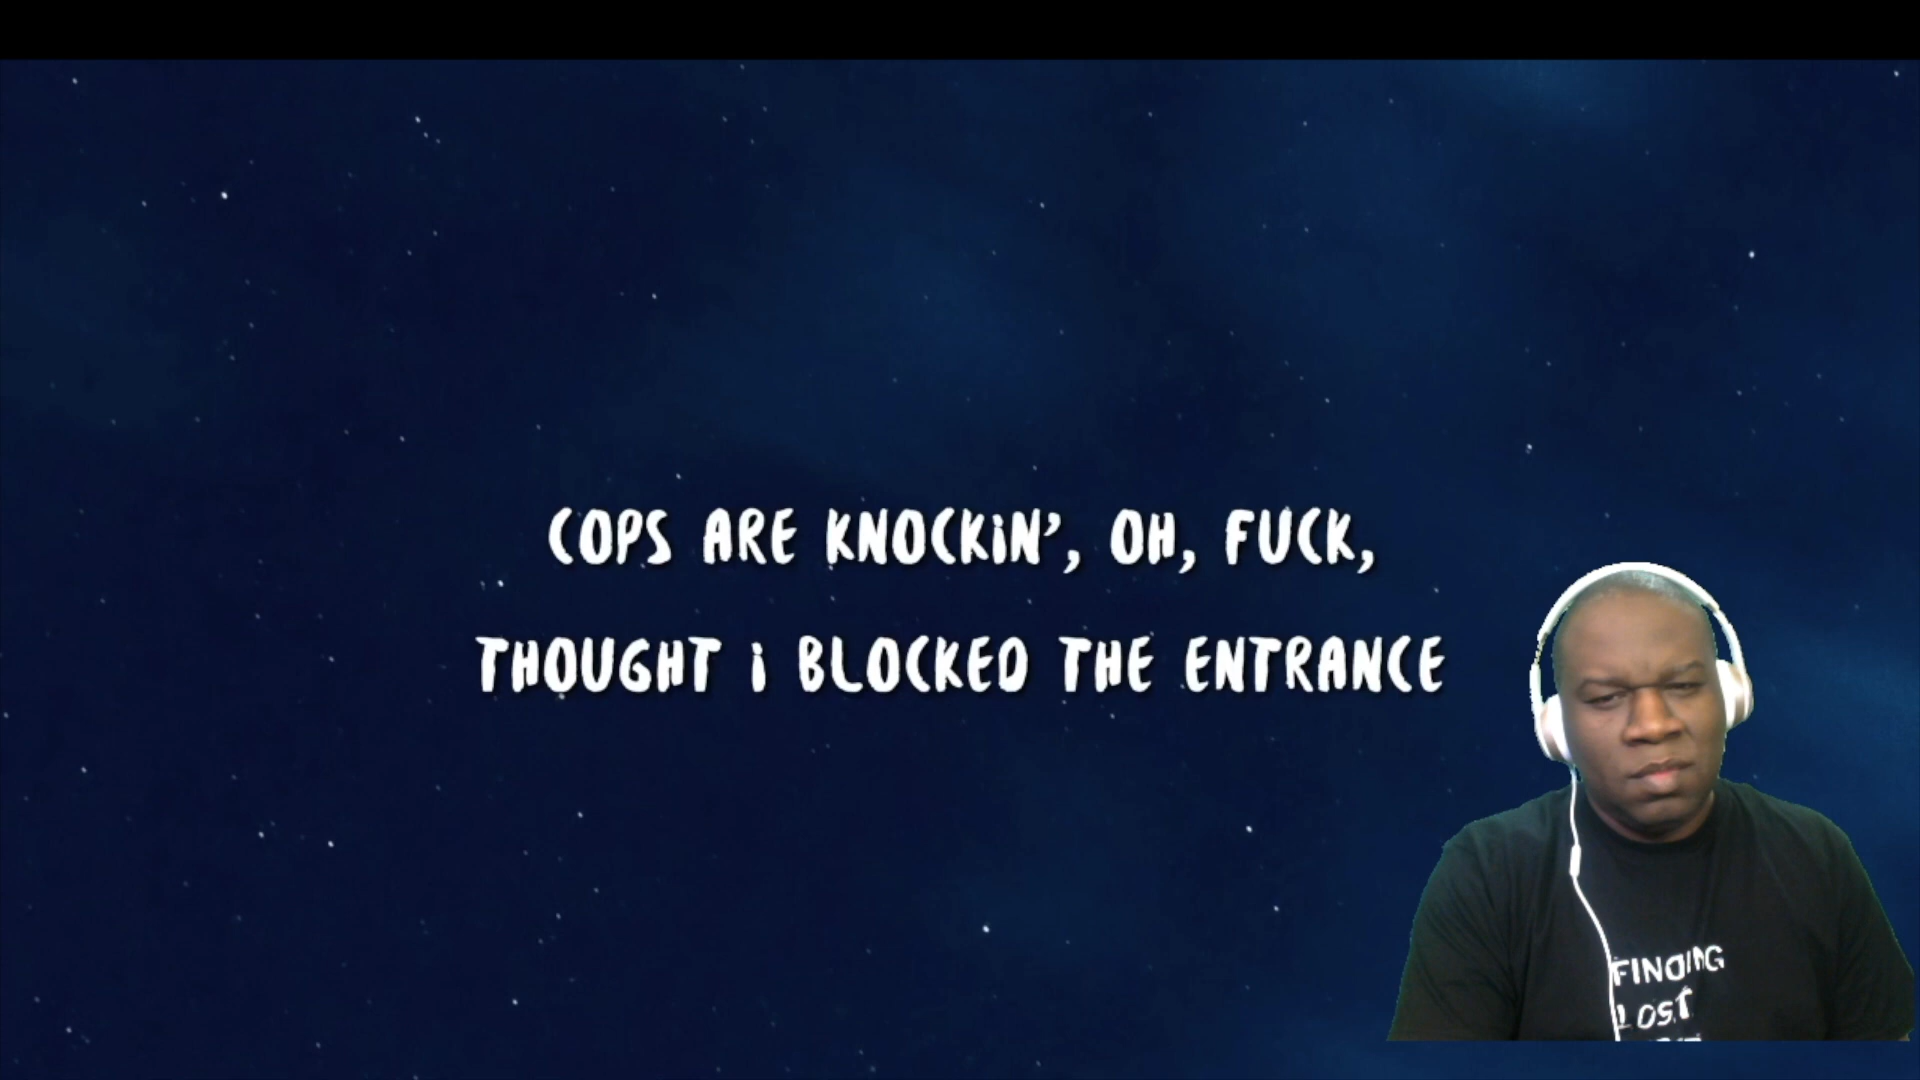 COPS ARE KNOCKiN', OH, FUCK,
THOUGHT i BLOCKED THE ENTRANCE
FINDING
LOST